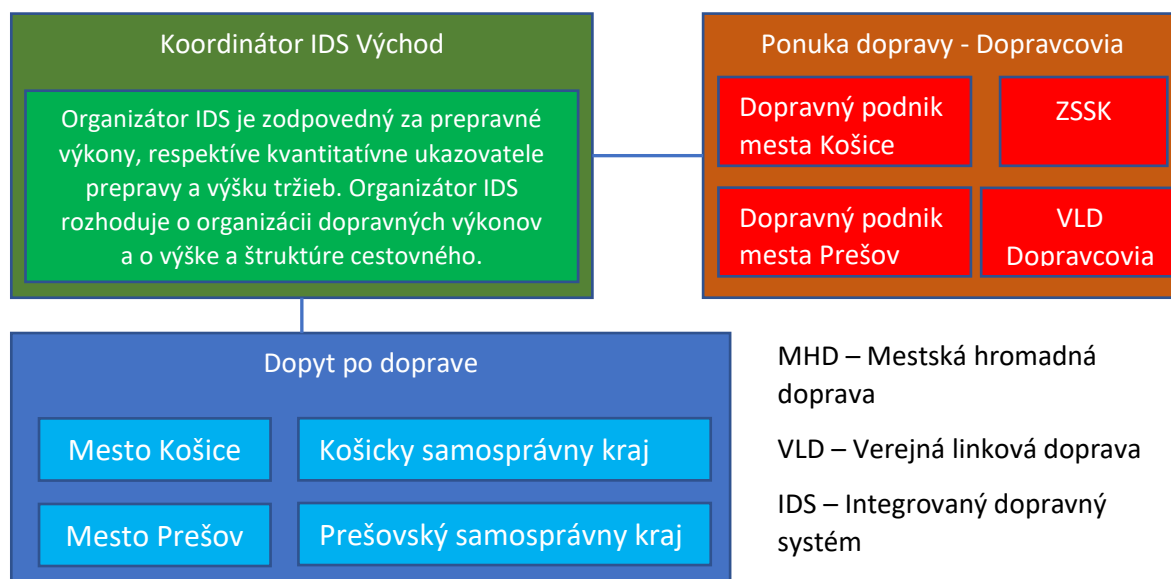 Koordinátor IDS Východ
Organizátor IDS je zodpovedný za prepravné
výkony, respektíve kvantitatívne ukazovatele
prepravy a výšku tržieb. Organizátor IDS
rozhoduje o organizácii dopravných výkonov
a o výške a štruktúre cestovného.
Ponuka dopravy - Dopravcovia
Dopravný podnik
mesta Košice
ZSSK
Dopravný podnik
mesta Prešov
VLD
Dopravcovia
Dopyt po doprave
Mesto Košice
Košicky samosprávny kraj
Mesto Prešov
Prešovský samosprávny kraj
MHD – Mestská hromadná
doprava
VLD – Verejná linková doprava
IDS – Integrovaný dopravný
systém